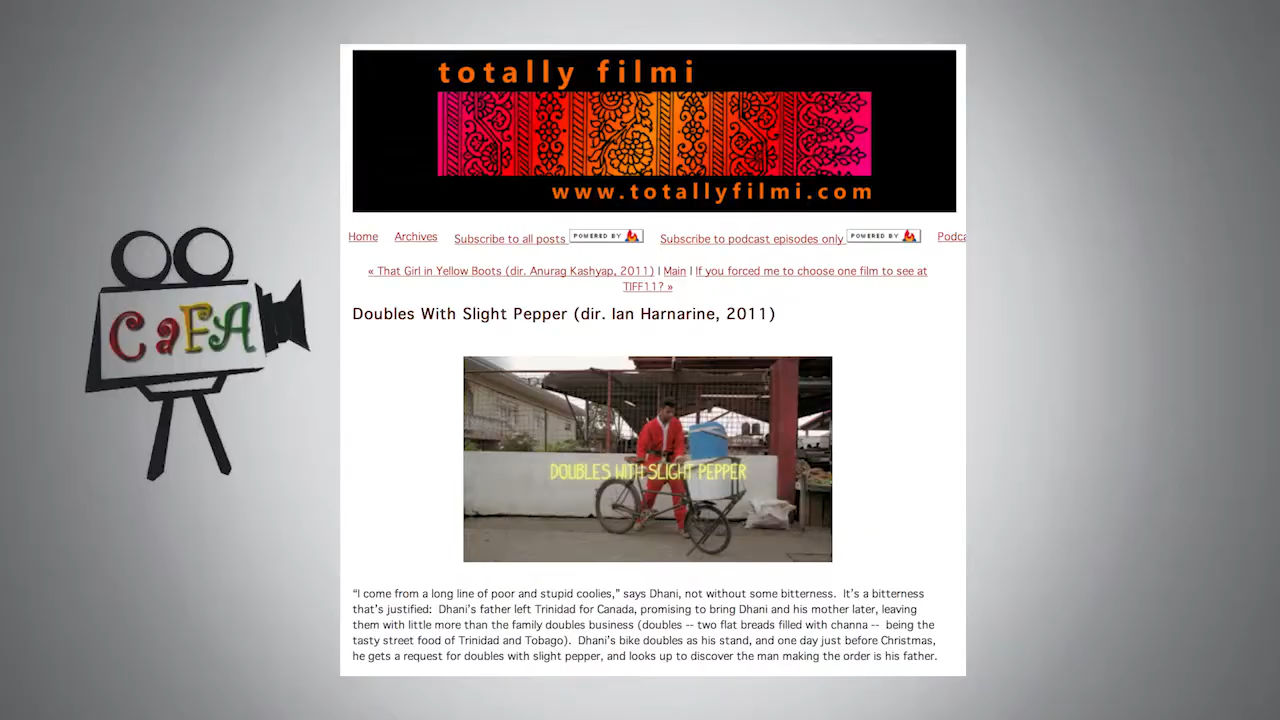 totally filmi
www.totallyfilmi.com
Home Archives Subscribe to all posts POWERED BY Subscribe to podcast episodes only POWERED BY
« That Girl in Yellow Boots (dir. Anurag Kashyap, 2011) | Main | If you forced me to choose one film to see at
TIFF11? »
Doubles With Slight Pepper (dir. Ian Harnarine, 2011)
CaFA
DOUBLES WITH SLIGHT PEPPER
“I come from a long line of poor and stupid coolies,” says Dhani, not without some bitterness. It’s a bitterness
that’s justified: Dhani’s father left Trinidad for Canada, promising to bring Dhani and his mother later, leaving
them with little more than the family doubles business (doubles -- two flat breads filled with channa -- being the
tasty street food of Trinidad and Tobago). Dhani’s bike doubles as his stand, and one day just before Christmas,
he gets a request for doubles with slight pepper, and looks up to discover the man making the order is his father.